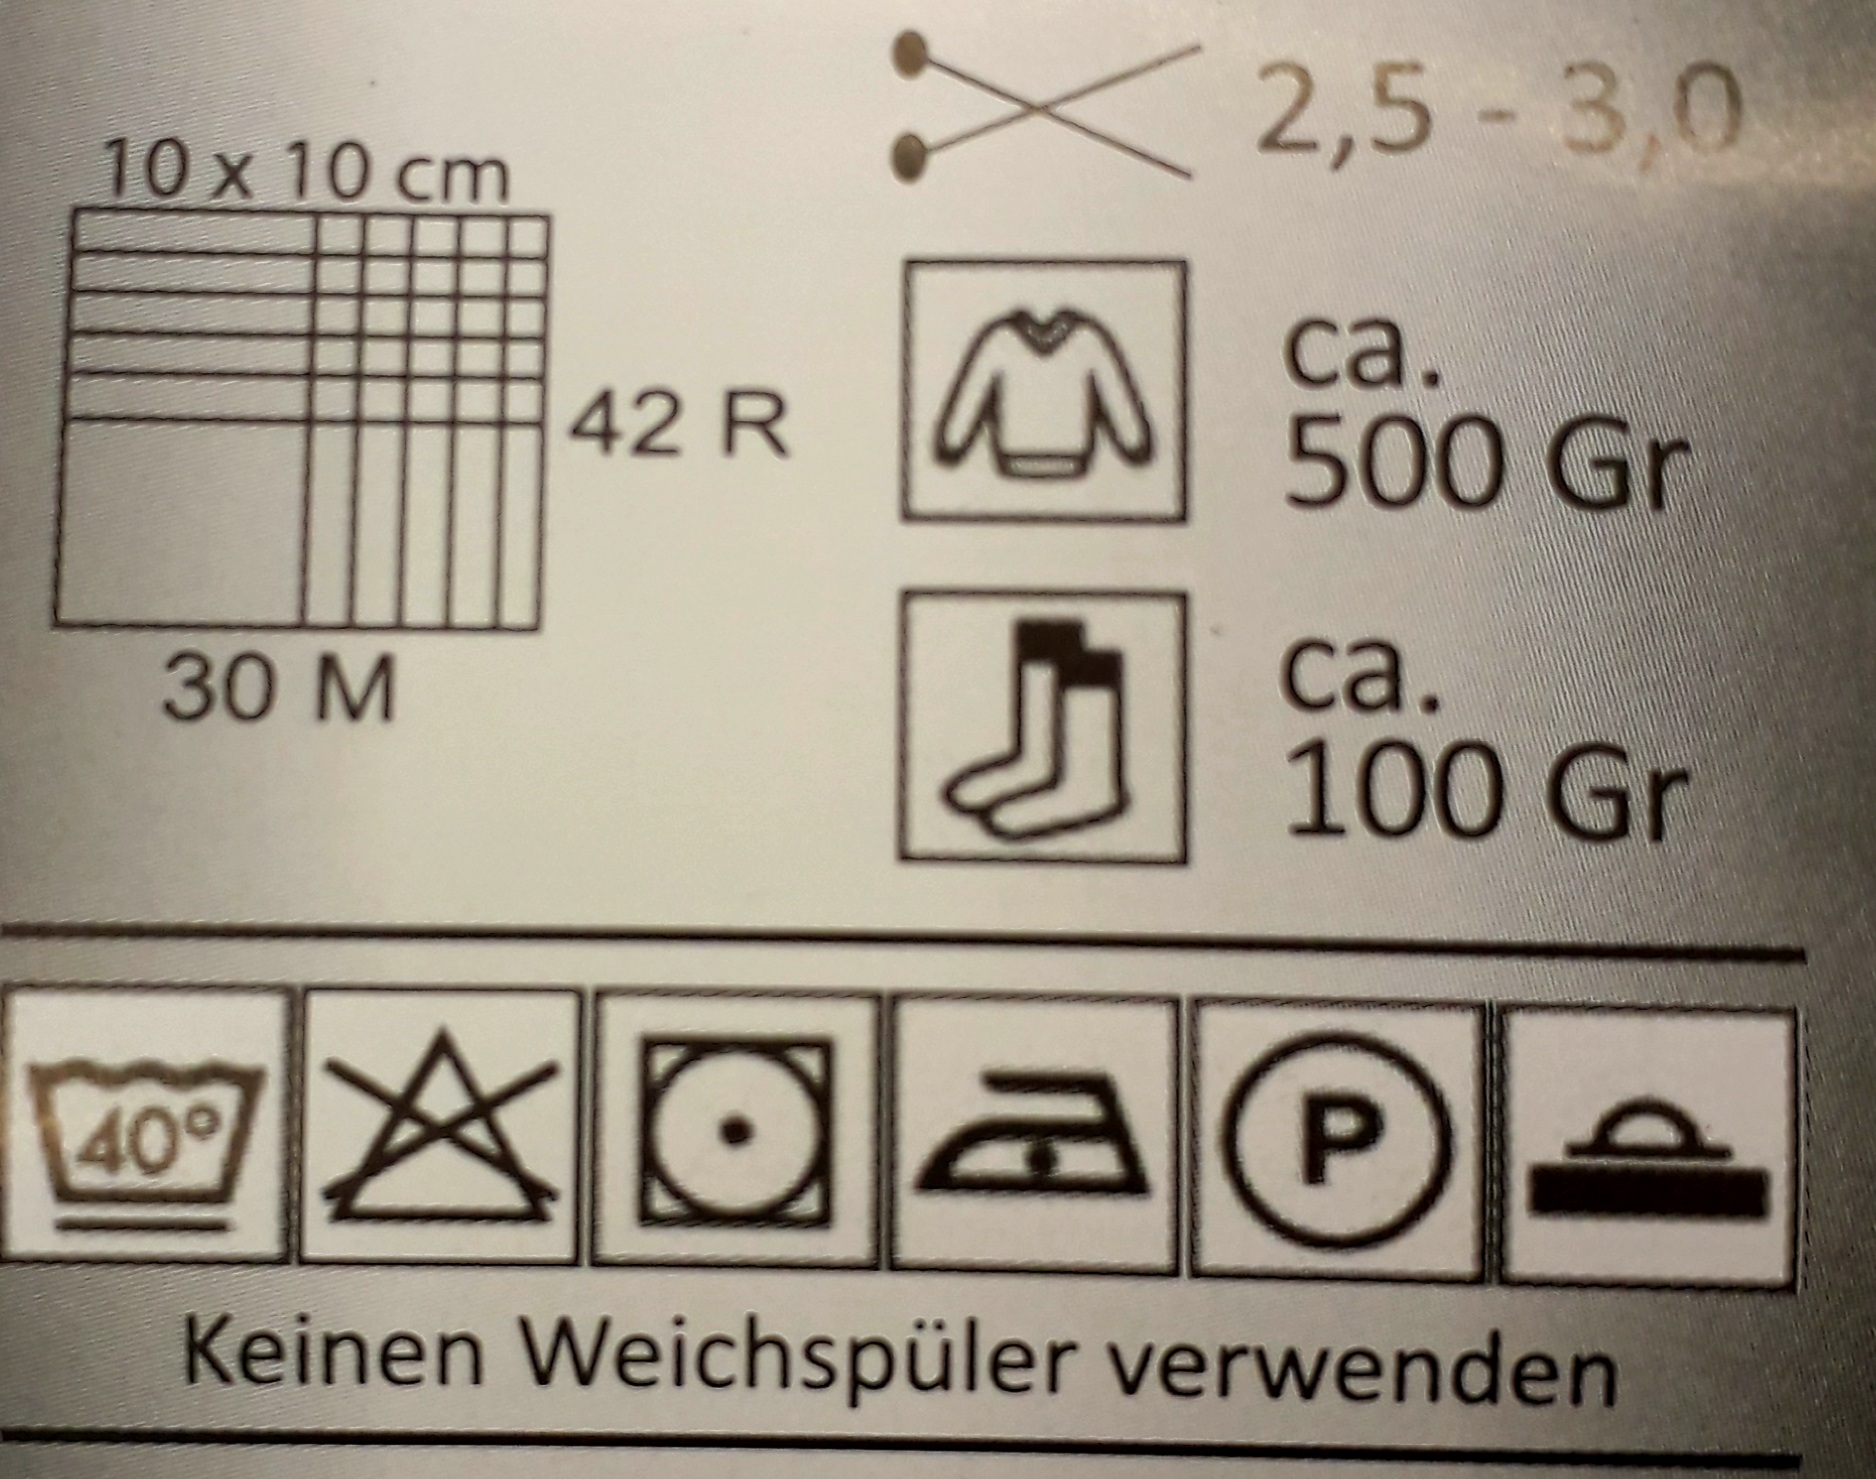 2,5 - 3,0
10 x 10 cm
42 R
30 M
ca.
500 Gr
ca.
100 Gr
40°
P
Keinen Weichspüler verwenden